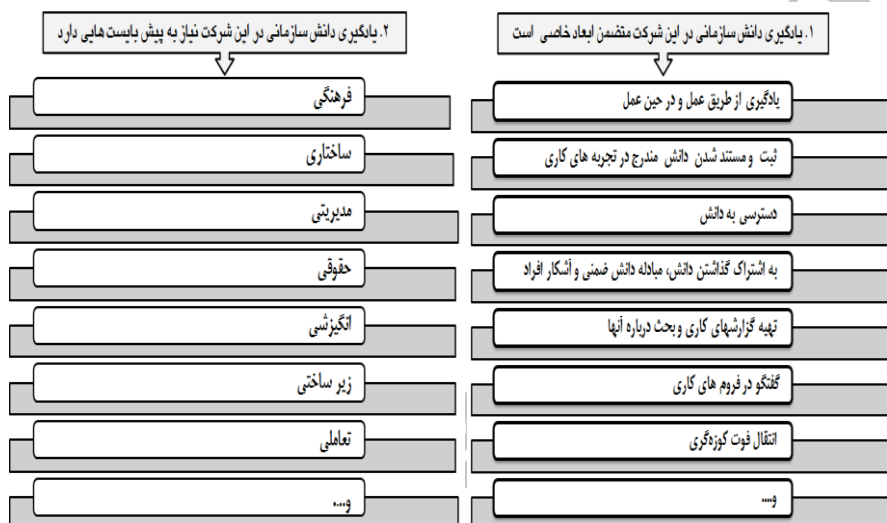 ۱. یادگیری دانش سازمانی در این شرکت متضمن ابعاد خاصی است
یادگیری از طریق عمل و در حین عمل
ثبت و مستند شدن دانش مندرج در تجربه های کاری
دسترسی به دانش
به اشتراک گذاشتن دانش، مبادله دانش ضمنی و آشکار افراد
تهیه گزارشهای کاری و بحث درباره آنها
گفتگو در فروم های کاری
انتقال فوت کوزه‌گری
و....
۲. یادگیری دانش سازمانی در این شرکت نیاز به پیش بایست هایی دارد
فرهنگی
ساختاری
مدیریتی
حقوقی
انگیزشی
زیر ساختی
تعاملی
و....